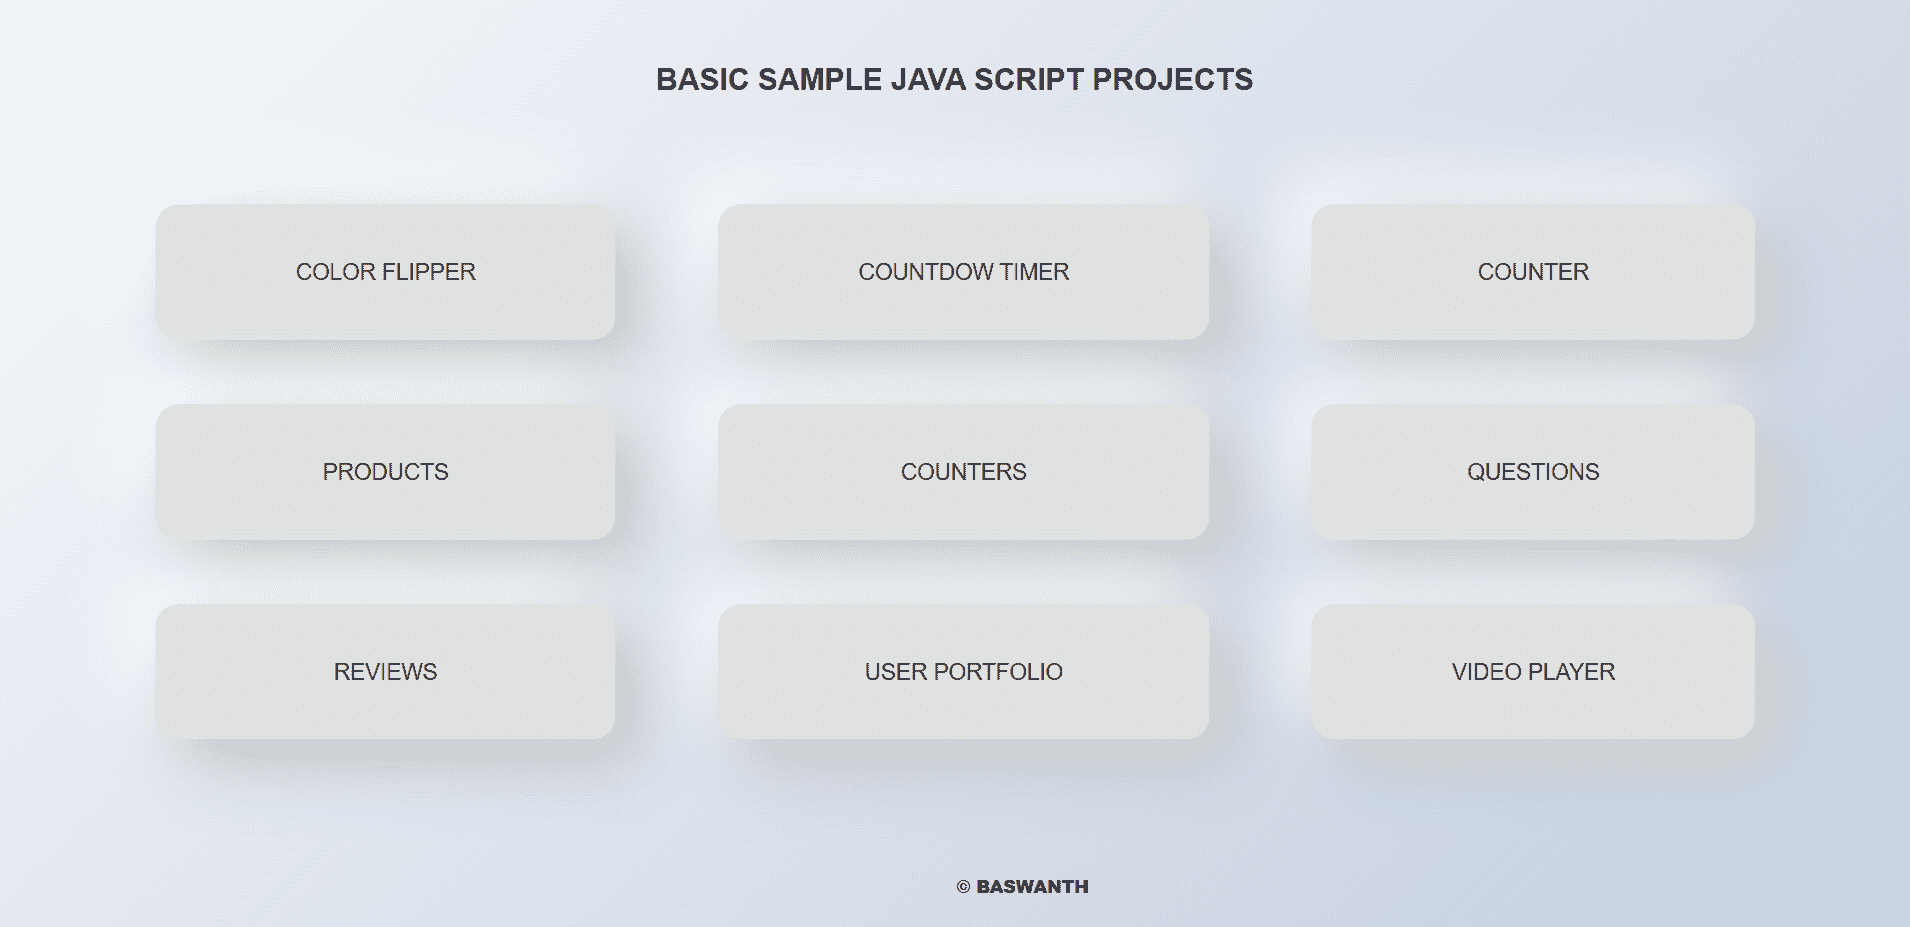 BASIC SAMPLE JAVA SCRIPT PROJECTS
COLOR FLIPPER
COUNTDOW TIMER
COUNTER
PRODUCTS
COUNTERS
QUESTIONS
REVIEWS
USER PORTFOLIO
VIDEO PLAYER
© BASWANTH